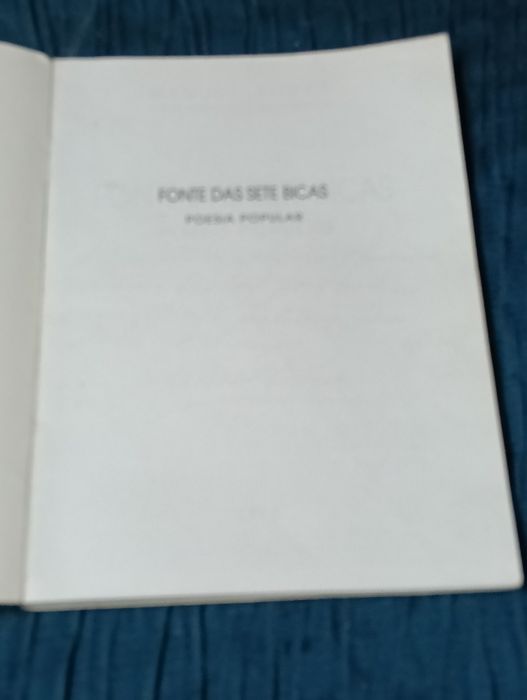 FONTE DAS SETE BICAS
POESIA POPULAR